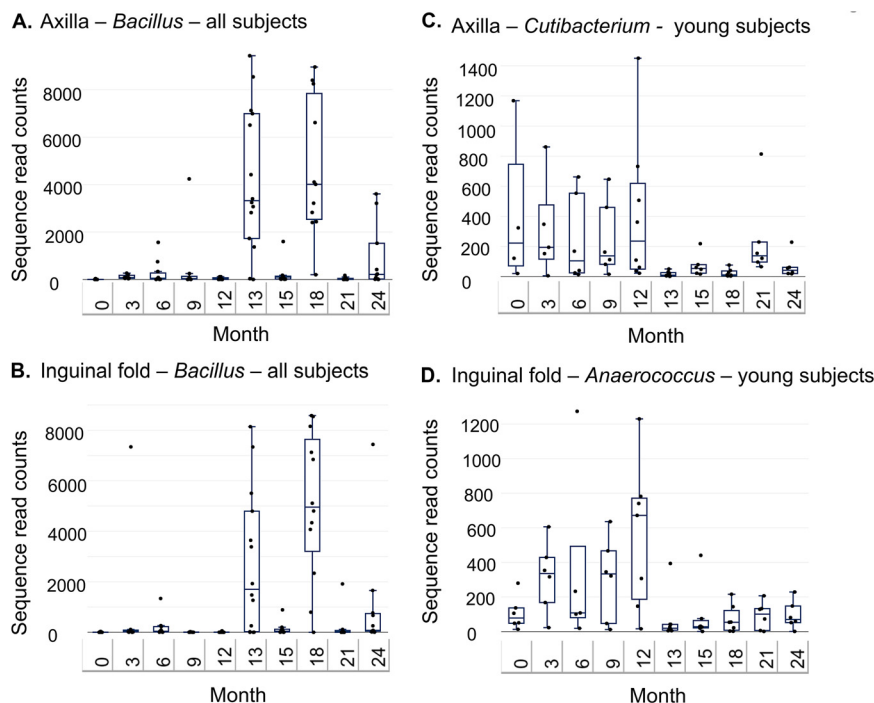 A. Axilla – Bacillus – all subjects
Sequence read counts
8000
6000
4000
2000
0
0 3 6 9 12 13 15 18 21 24
Month
B. Inguinal fold – Bacillus – all subjects
Sequence read counts
8000
6000
4000
2000
0
0 3 6 9 12 13 15 18 21 24
Month
C. Axilla – Cutibacterium - young subjects
Sequence read counts
1400
1200
1000
800
600
400
200
0
0 3 6 9 12 13 15 18 21 24
Month
D. Inguinal fold – Anaerococcus – young subjects
Sequence read counts
1200
1000
800
600
400
200
0
0 3 6 9 12 13 15 18 21 24
Month